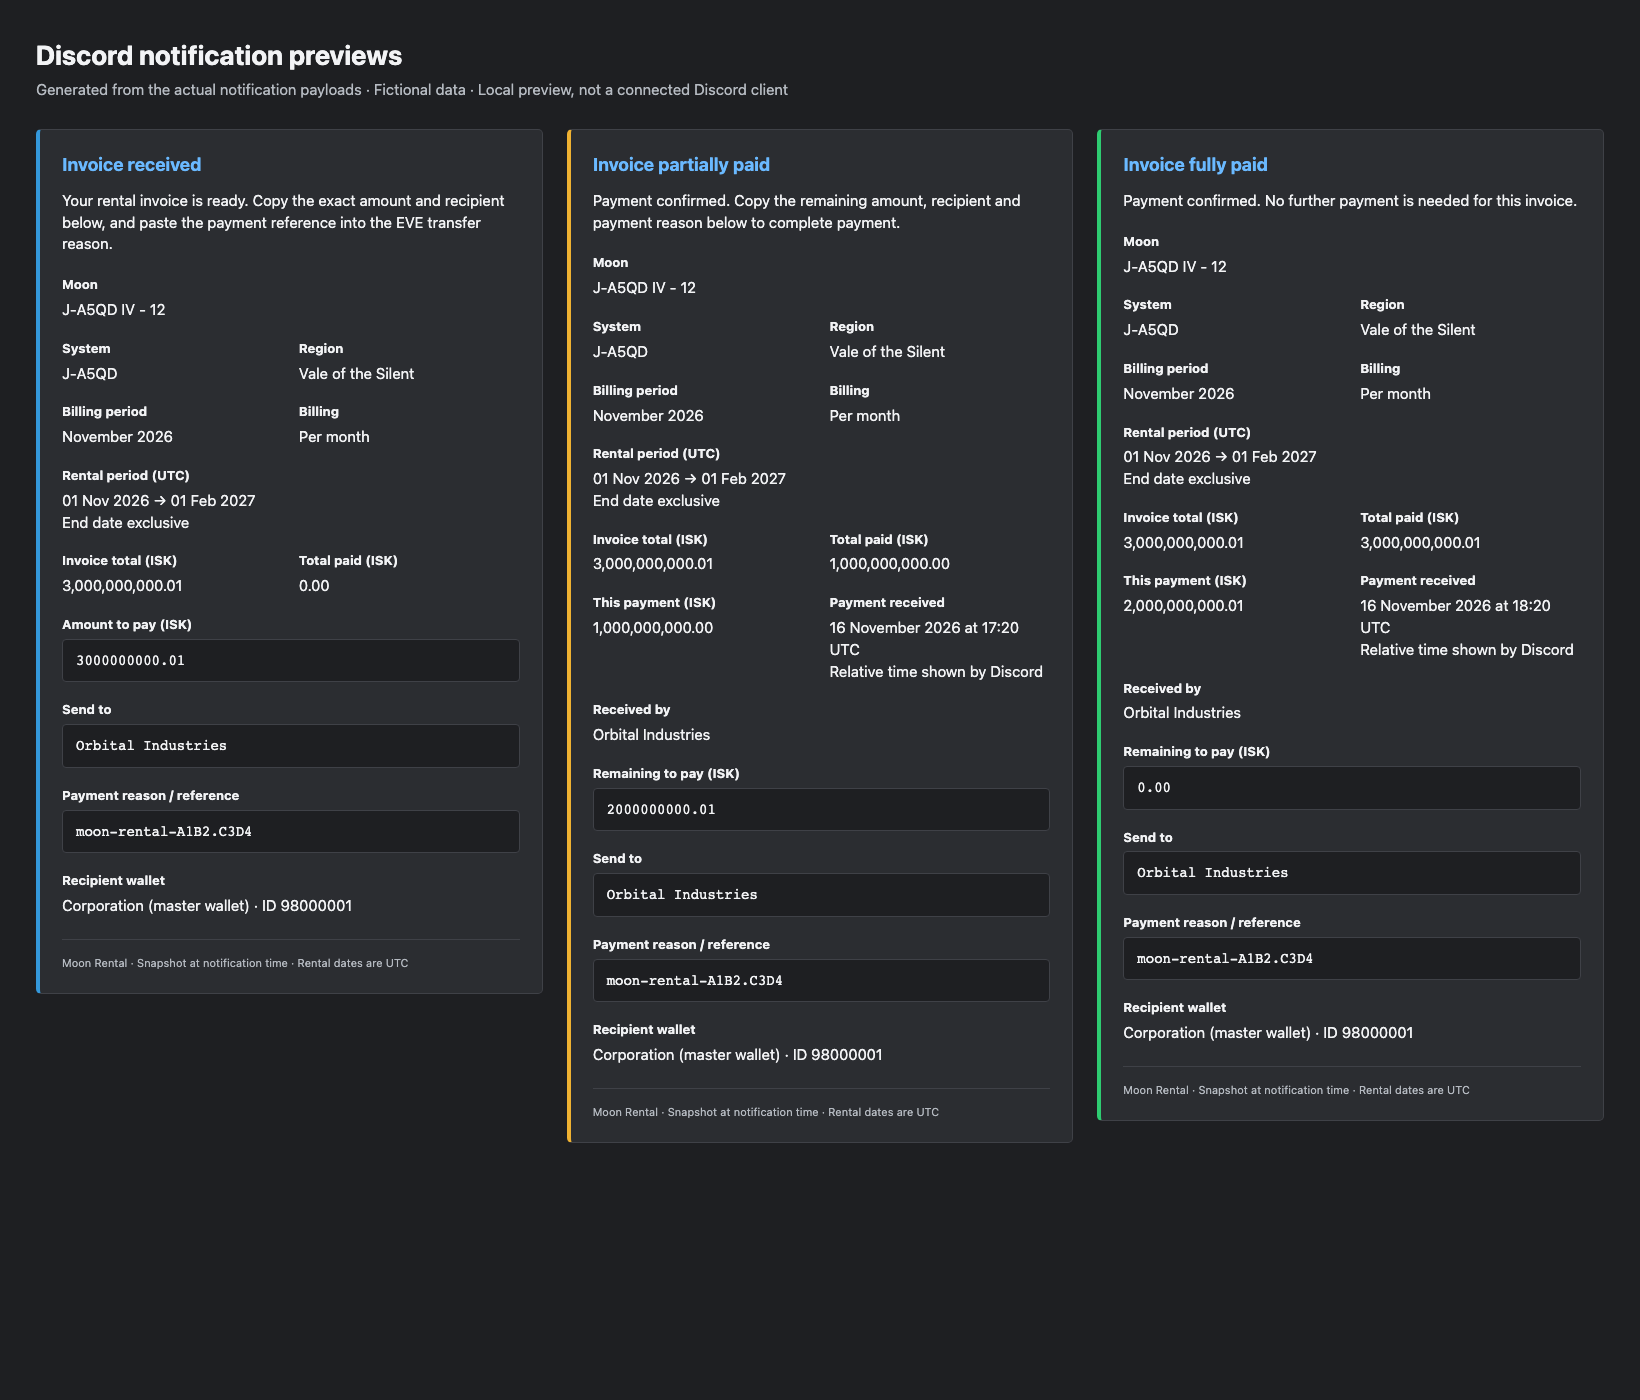 Discord notification previews
Generated from the actual notification payloads · Fictional data · Local preview, not a connected Discord client
Invoice received
Your rental invoice is ready. Copy the exact amount and recipient
below, and paste the payment reference into the EVE transfer
reason.
Moon
J-A5QD IV - 12
System
J-A5QD
Region
Vale of the Silent
Billing period
November 2026
Billing
Per month
Rental period (UTC)
01 Nov 2026 → 01 Feb 2027
End date exclusive
Invoice total (ISK)
3,000,000,000.01
Total paid (ISK)
0.00
Amount to pay (ISK)
3000000000.01
Send to
Orbital Industries
Payment reason / reference
moon-rental-A1B2.C3D4
Recipient wallet
Corporation (master wallet) · ID 98000001
Moon Rental · Snapshot at notification time · Rental dates are UTC
Invoice partially paid
Payment confirmed. Copy the remaining amount, recipient and
payment reason below to complete payment.
Moon
J-A5QD IV - 12
System
J-A5QD
Region
Vale of the Silent
Billing period
November 2026
Billing
Per month
Rental period (UTC)
01 Nov 2026 → 01 Feb 2027
End date exclusive
Invoice total (ISK)
3,000,000,000.01
Total paid (ISK)
1,000,000,000.00
This payment (ISK)
1,000,000,000.00
Payment received
16 November 2026 at 17:20
UTC
Relative time shown by Discord
Received by
Orbital Industries
Remaining to pay (ISK)
2000000000.01
Send to
Orbital Industries
Payment reason / reference
moon-rental-A1B2.C3D4
Recipient wallet
Corporation (master wallet) · ID 98000001
Moon Rental · Snapshot at notification time · Rental dates are UTC
Invoice fully paid
Payment confirmed. No further payment is needed for this invoice.
Moon
J-A5QD IV - 12
System
J-A5QD
Region
Vale of the Silent
Billing period
November 2026
Billing
Per month
Rental period (UTC)
01 Nov 2026 → 01 Feb 2027
End date exclusive
Invoice total (ISK)
3,000,000,000.01
Total paid (ISK)
3,000,000,000.01
This payment (ISK)
2,000,000,000.01
Payment received
16 November 2026 at 18:20
UTC
Relative time shown by Discord
Received by
Orbital Industries
Remaining to pay (ISK)
0.00
Send to
Orbital Industries
Payment reason / reference
moon-rental-A1B2.C3D4
Recipient wallet
Corporation (master wallet) · ID 98000001
Moon Rental · Snapshot at notification time · Rental dates are UTC